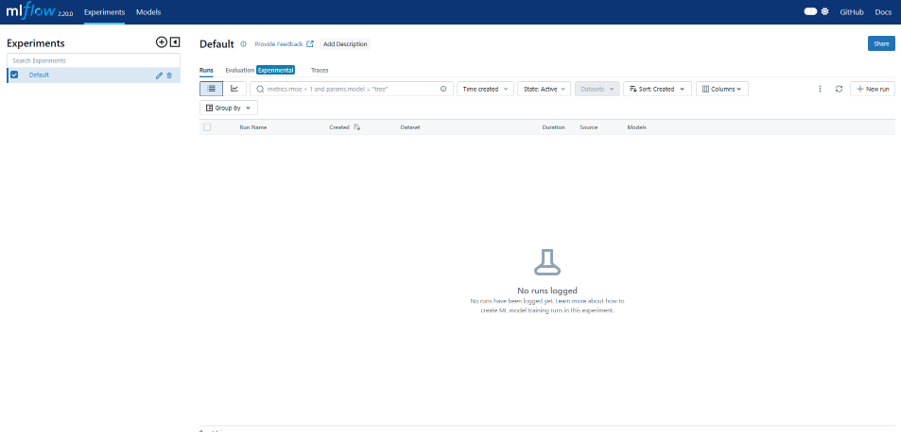 mlflow 2.20.0 Experiments Models GitHub Docs
Experiments
Search Experiments
Default
Default Provide Feedback Add Description Share
Runs Evaluation Experimental Traces
metrics.rmse < 1 and params.model = "tree" Time created State: Active Datasets Sort: Created Columns New run
Group by
Run Name Created Dataset Duration Source Models
No runs logged
No runs have been logged yet. Learn more about how to
create ML model training runs in this experiment.